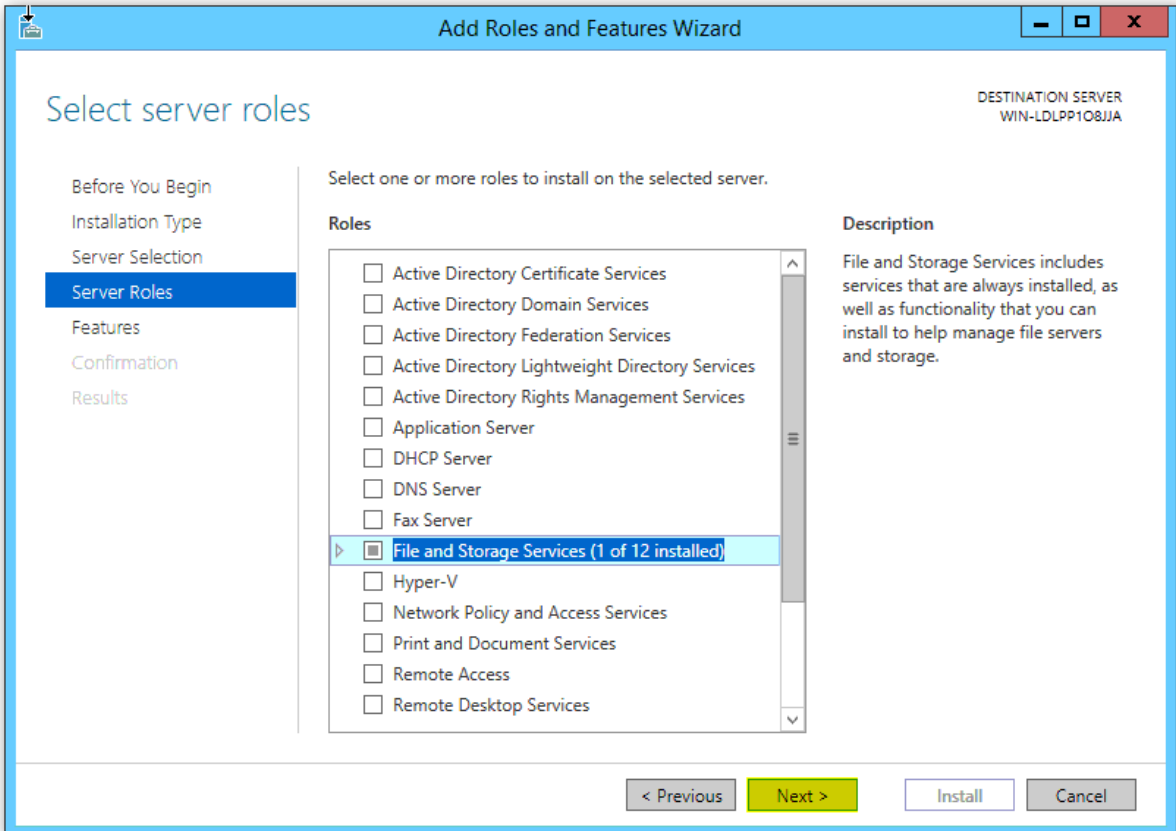 Add Roles and Features Wizard
Select server roles
DESTINATION SERVER
WIN-LDLPP1O8JJA
Before You Begin
Installation Type
Server Selection
Server Roles
Features
Confirmation
Results
Select one or more roles to install on the selected server.
Roles
Active Directory Certificate Services
Active Directory Domain Services
Active Directory Federation Services
Active Directory Lightweight Directory Services
Active Directory Rights Management Services
Application Server
DHCP Server
DNS Server
Fax Server
File and Storage Services (1 of 12 installed)
Hyper-V
Network Policy and Access Services
Print and Document Services
Remote Access
Remote Desktop Services
Description
File and Storage Services includes
services that are always installed, as
well as functionality that you can
install to help manage file servers
and storage.
< Previous
Next >
Install
Cancel